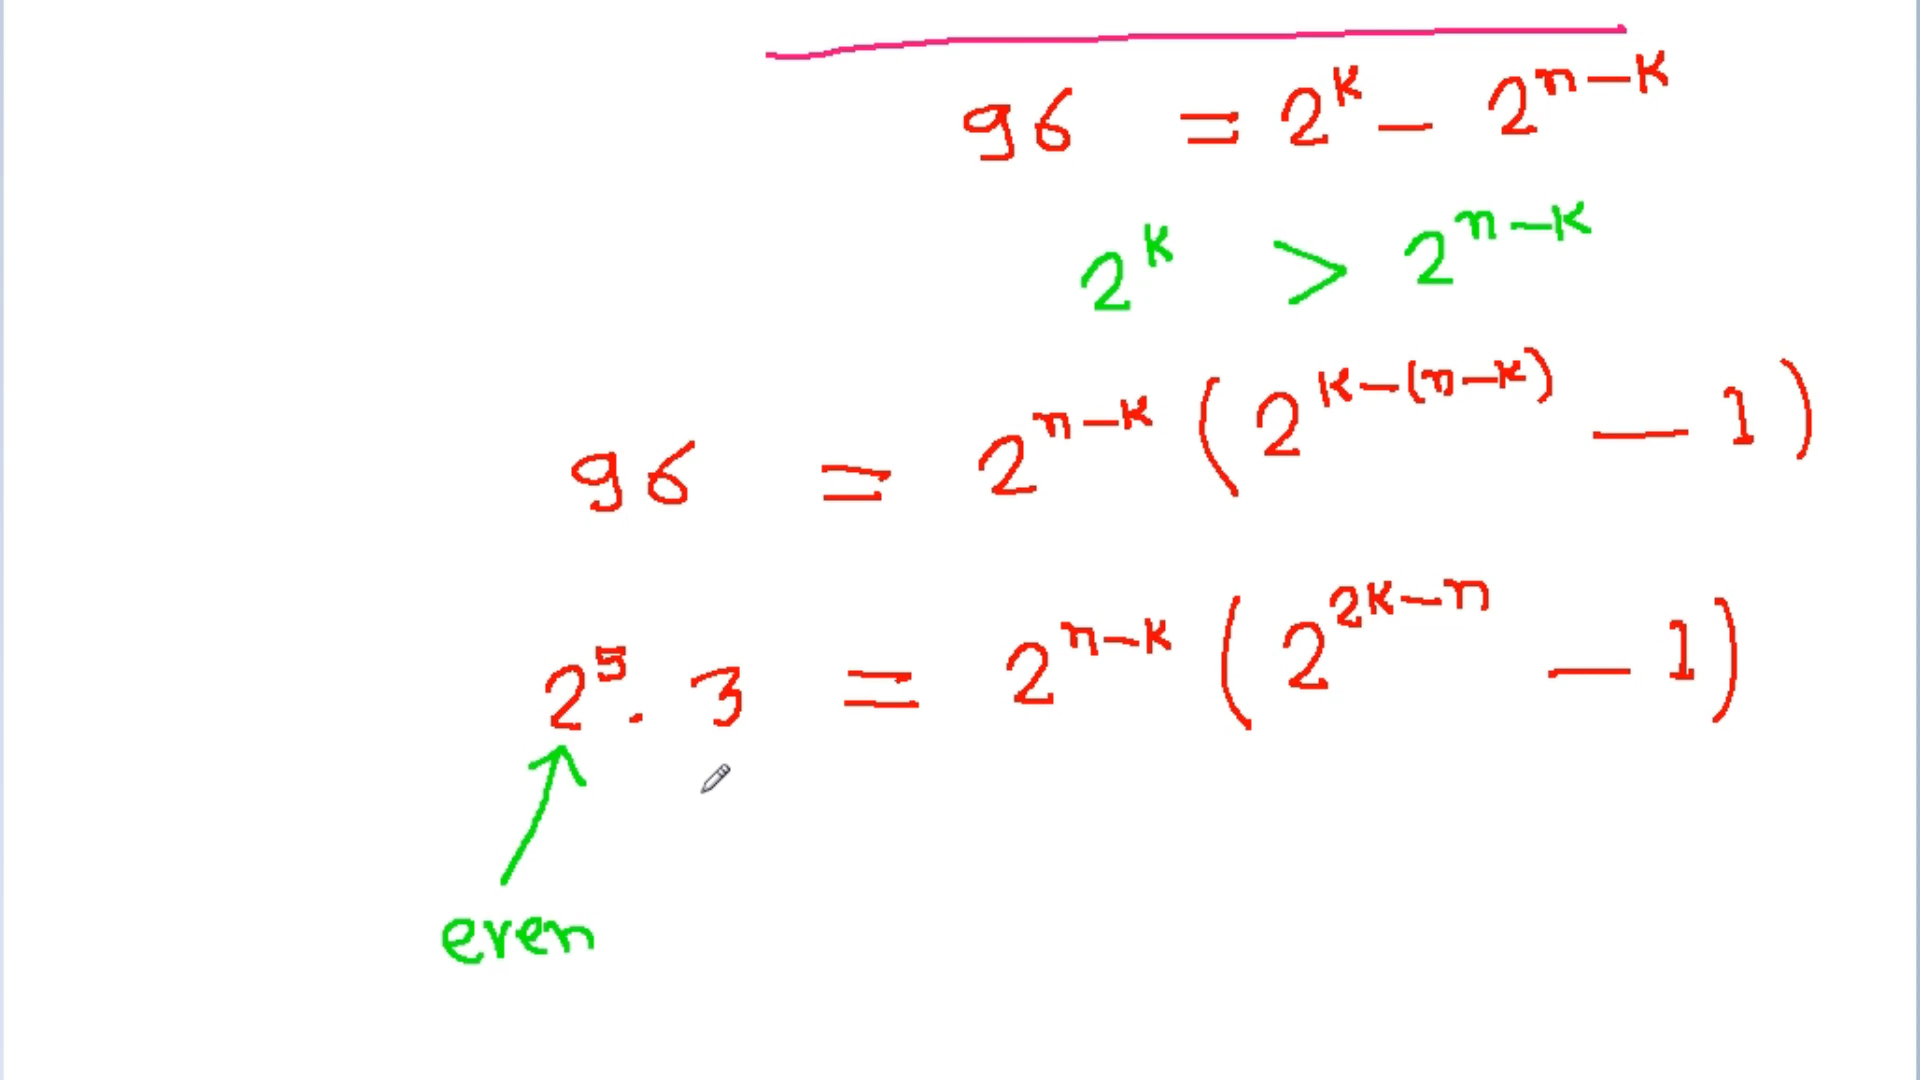 96 = 2^k - 2^{n-k}
2^k > 2^{n-k}
96 = 2^{n-k} (2^{k-(n-k)} - 1)
2^5 . 3 = 2^{n-k} (2^{2k-n} - 1)
even